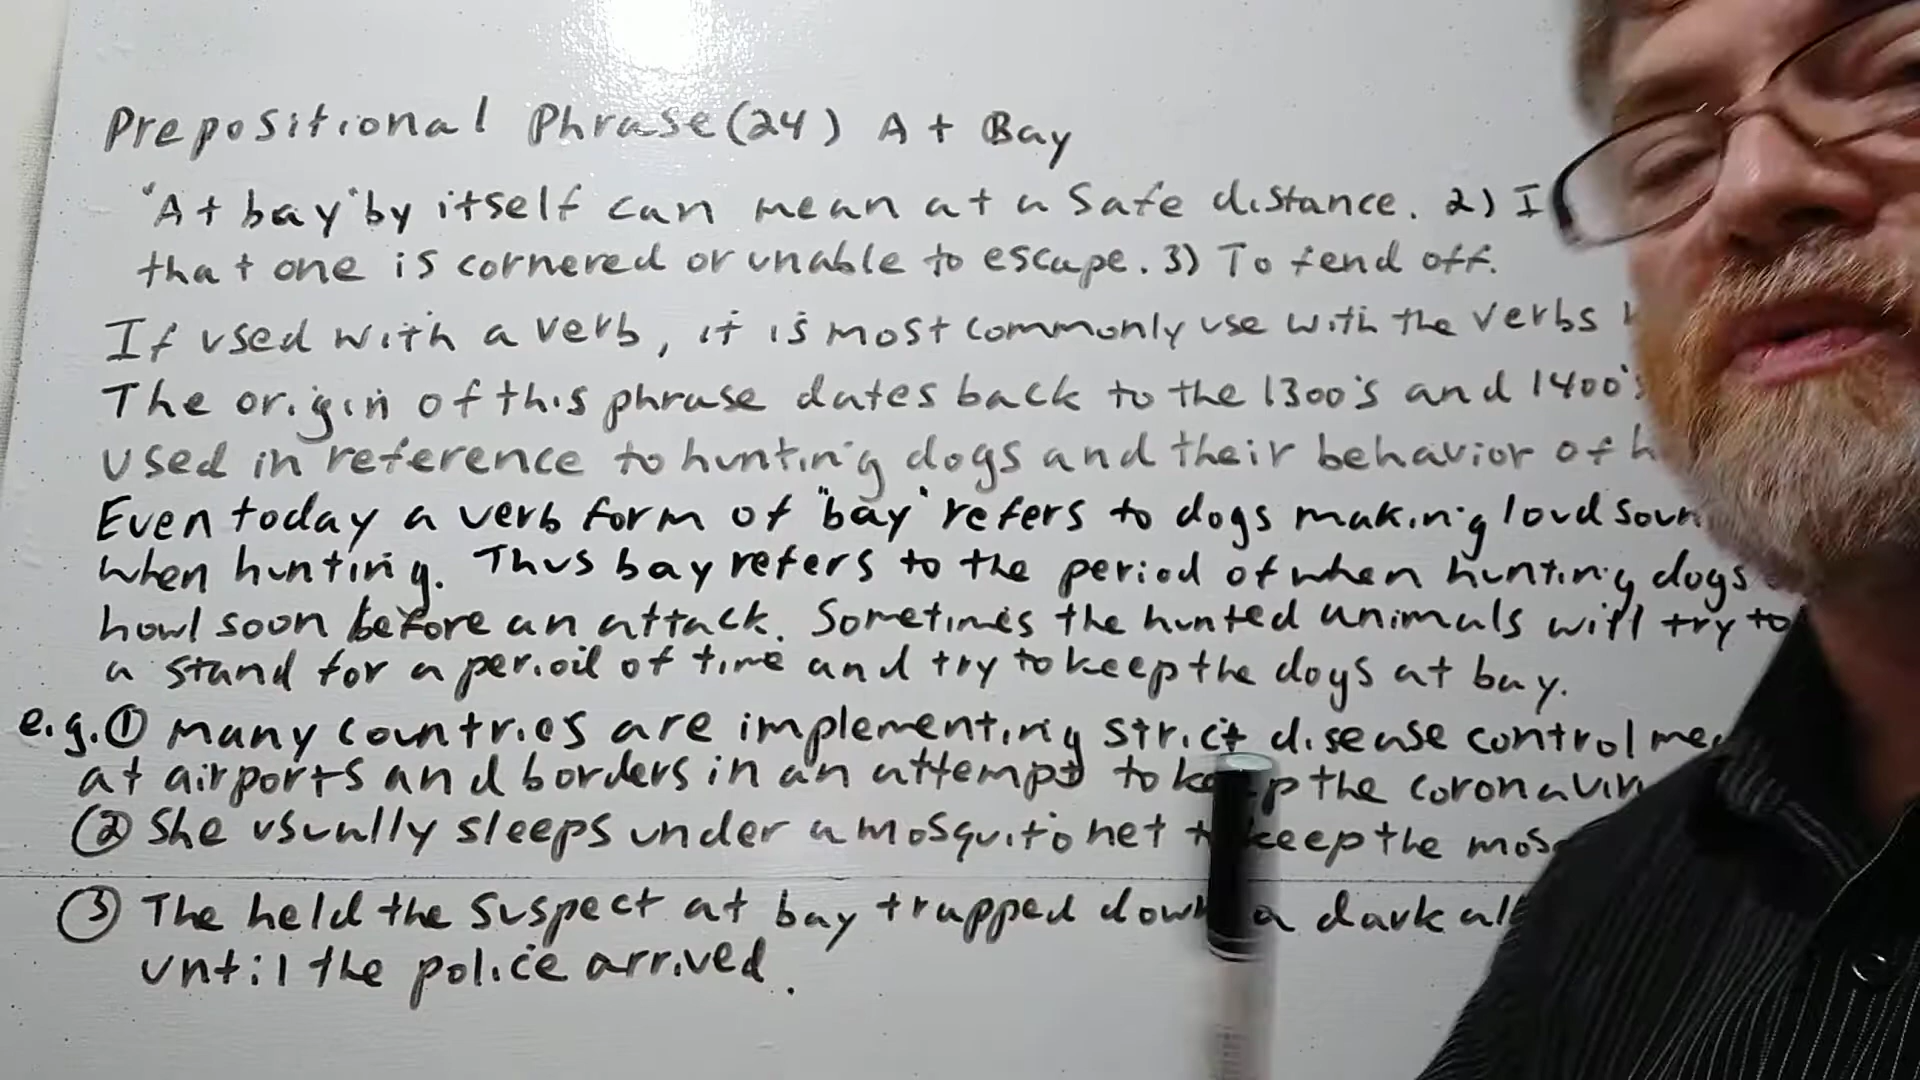 Prepositional Phrase (24) At Bay
"At bay" by itself can mean at a safe distance. 2) I
that one is cornered or unable to escape. 3) To fend off.
If used with a verb, it is most commonly use with the verbs
The origin of this phrase dates back to the 1300's and 1400's
used in reference to hunting dogs and their behavior of h
Even today a verb form of "bay" refers to dogs making loud soun
when hunting. Thus bay refers to the period of when hunting dogs
howl soon before an attack. Sometimes the hunted animals will try to
a stand for a period of time and try to keep the dogs at bay.
e.g. ① Many countries are implementing strict disease control me
at airports and borders in an attempt to keep the coronaviru
② She usually sleeps under a mosquito net keep the mos
③ The held the suspect at bay trapped down a dark all
until the police arrived.